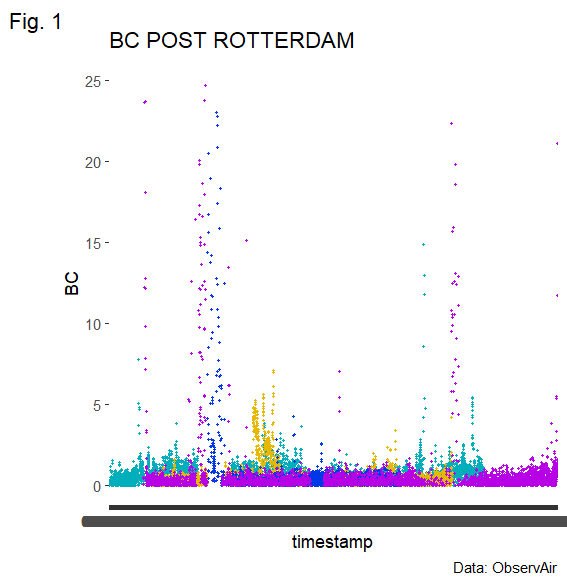 Fig. 1
BC POST ROTTERDAM
25
20
15
10
5
0
BC
timestamp
Data: ObservAir